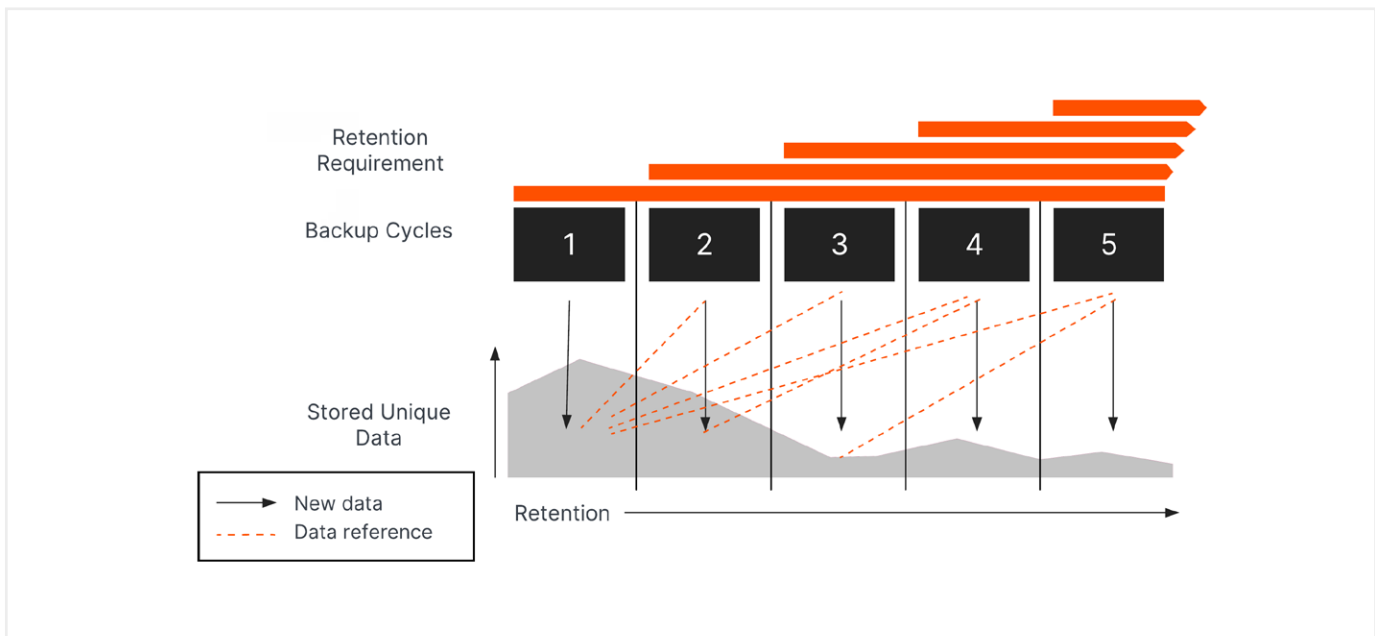 Retention
Requirement
Backup Cycles
1
2
3
4
5
Stored Unique
Data
New data
Data reference
Retention